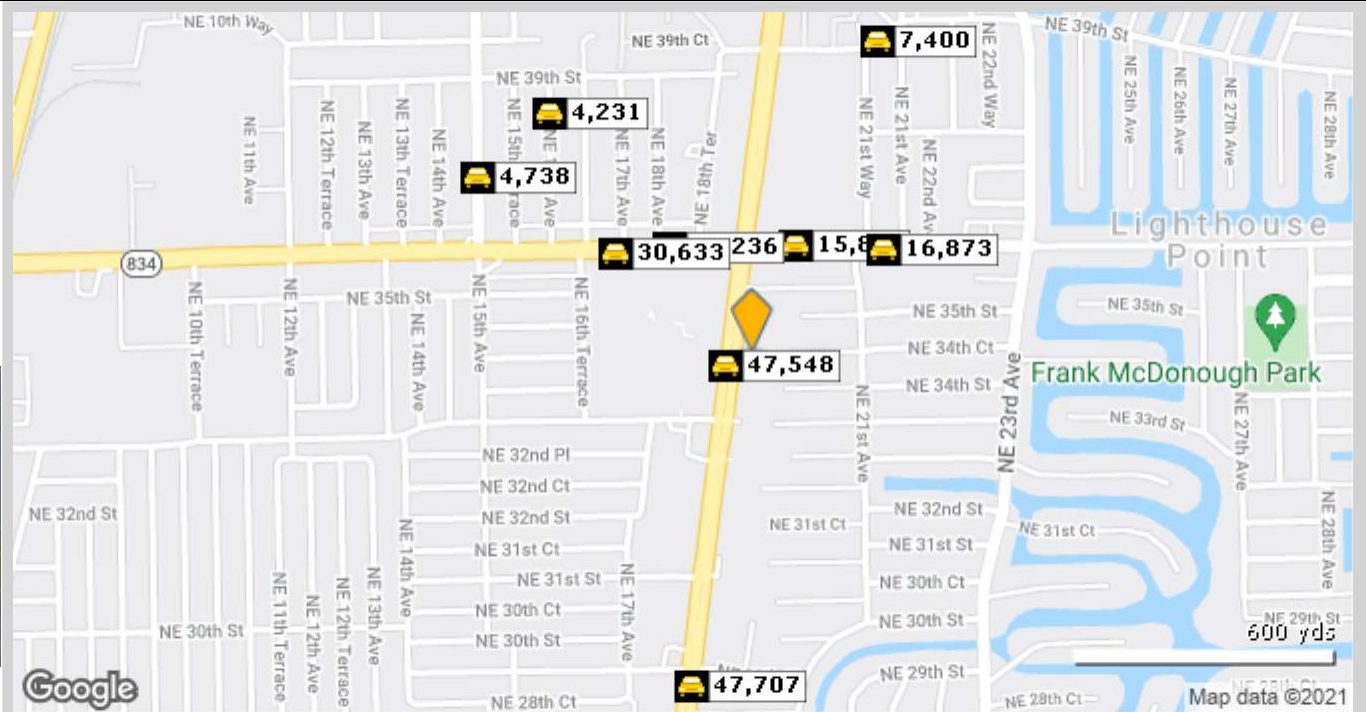 NE 10th Way
NE 39th Ct
7,400
NE 22nd Way
NE 39th St
NE 39th St
4,231
NE 11th Ave
NE 12th Terrace
NE 13th Ave
NE 13th Terrace
NE 14th Ave
NE 15th
race
NE 1
Ave
NE 17th Ave
NE 18th Ave
NE 18th Ter
NE 21st Way
NE 21st Ave
NE 22nd Av
NE 25th Ave
NE 26th Ave
NE 27th Ave
NE 28th Ave
4,738
Lighthouse
Point
834
30,633
236
15,8
16,873
NE 10th Terrace
NE 12th Ave
NE 35th St
NE 14th Ave
NE 15th Ave
NE 16th Terrace
NE 35th St
NE 35th St
NE 34th Ct
47,548
NE 34th St
NE 21st Ave
NE 23rd Ave
Frank McDonough Park
NE 33rd St
NE 27th Ave
NE 32nd Pl
NE 32nd Ct
NE 32nd St
NE 32nd St
NE 31st Ct
NE 32nd St
NE 31st Ct
NE 28th Ave
NE 14th Ave
NE 31st Ct
NE 31st St
NE 31st St
NE 30th Ct
NE 17th Ave
NE 30th Ct
NE 11th Terrace
NE 12th Ave
NE 12th Terrace
NE 13th Ave
NE 30th St
NE 30th St
NE 30th St
NE 29th St
600 yds
NE 29th St
47,707
NE 28th Ct
NE 28th Ct
Google
Map data ©2021